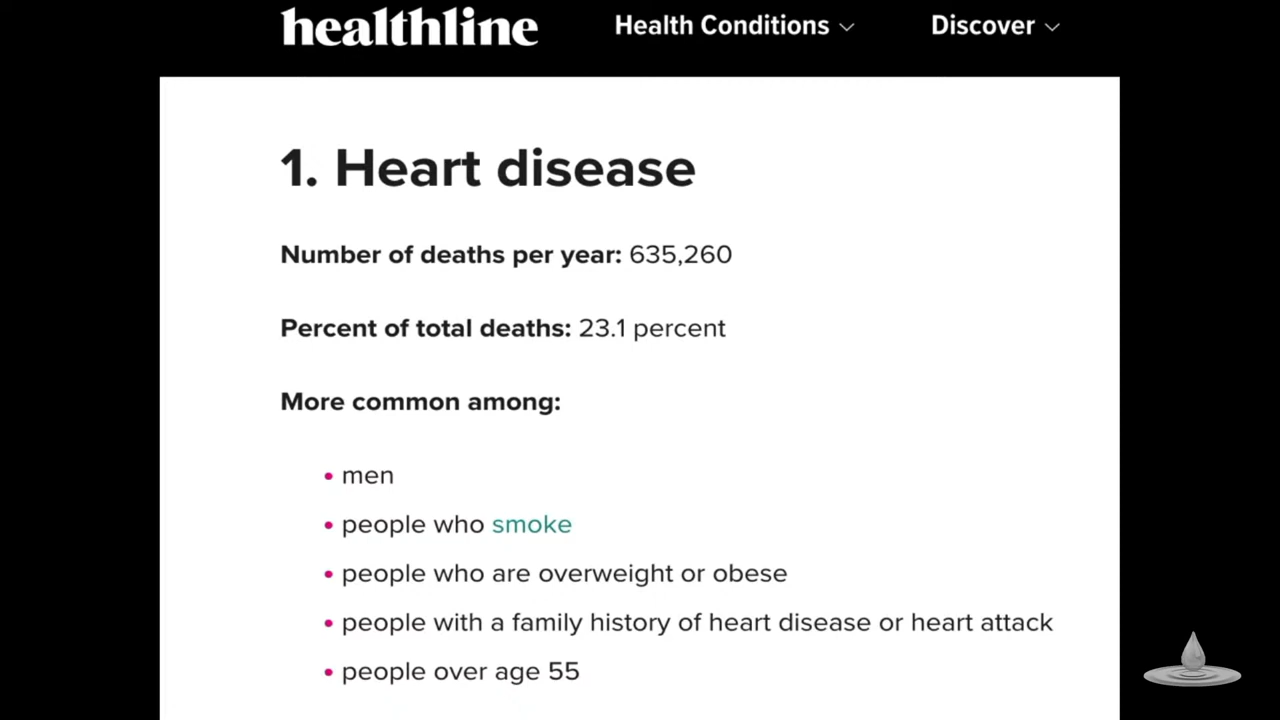 healthline Health Conditions Discover
1. Heart disease
Number of deaths per year: 635,260
Percent of total deaths: 23.1 percent
More common among:
• men
• people who smoke
• people who are overweight or obese
• people with a family history of heart disease or heart attack
• people over age 55